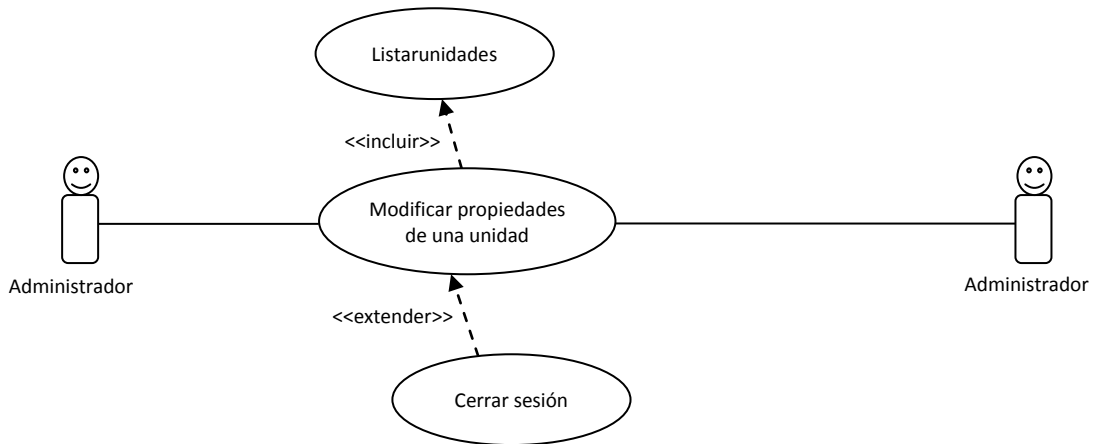 Listarunidades
<<incluir>>
Modificar propiedades
de una unidad
Administrador
Administrador
<<extender>>
Cerrar sesión